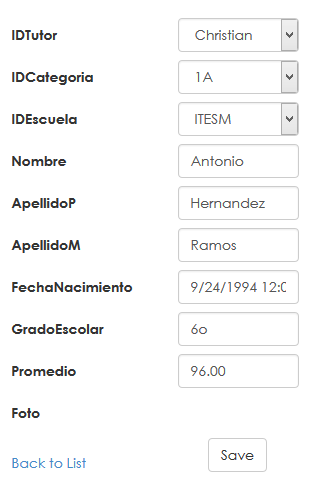 IDTutor Christian
IDCategoria 1A
IDEscuela ITESM
Nombre Antonio
ApellidoP Hernandez
ApellidoM Ramos
FechaNacimiento 9/24/1994 12:0
GradoEscolar 6o
Promedio 96.00
Foto
Back to List Save